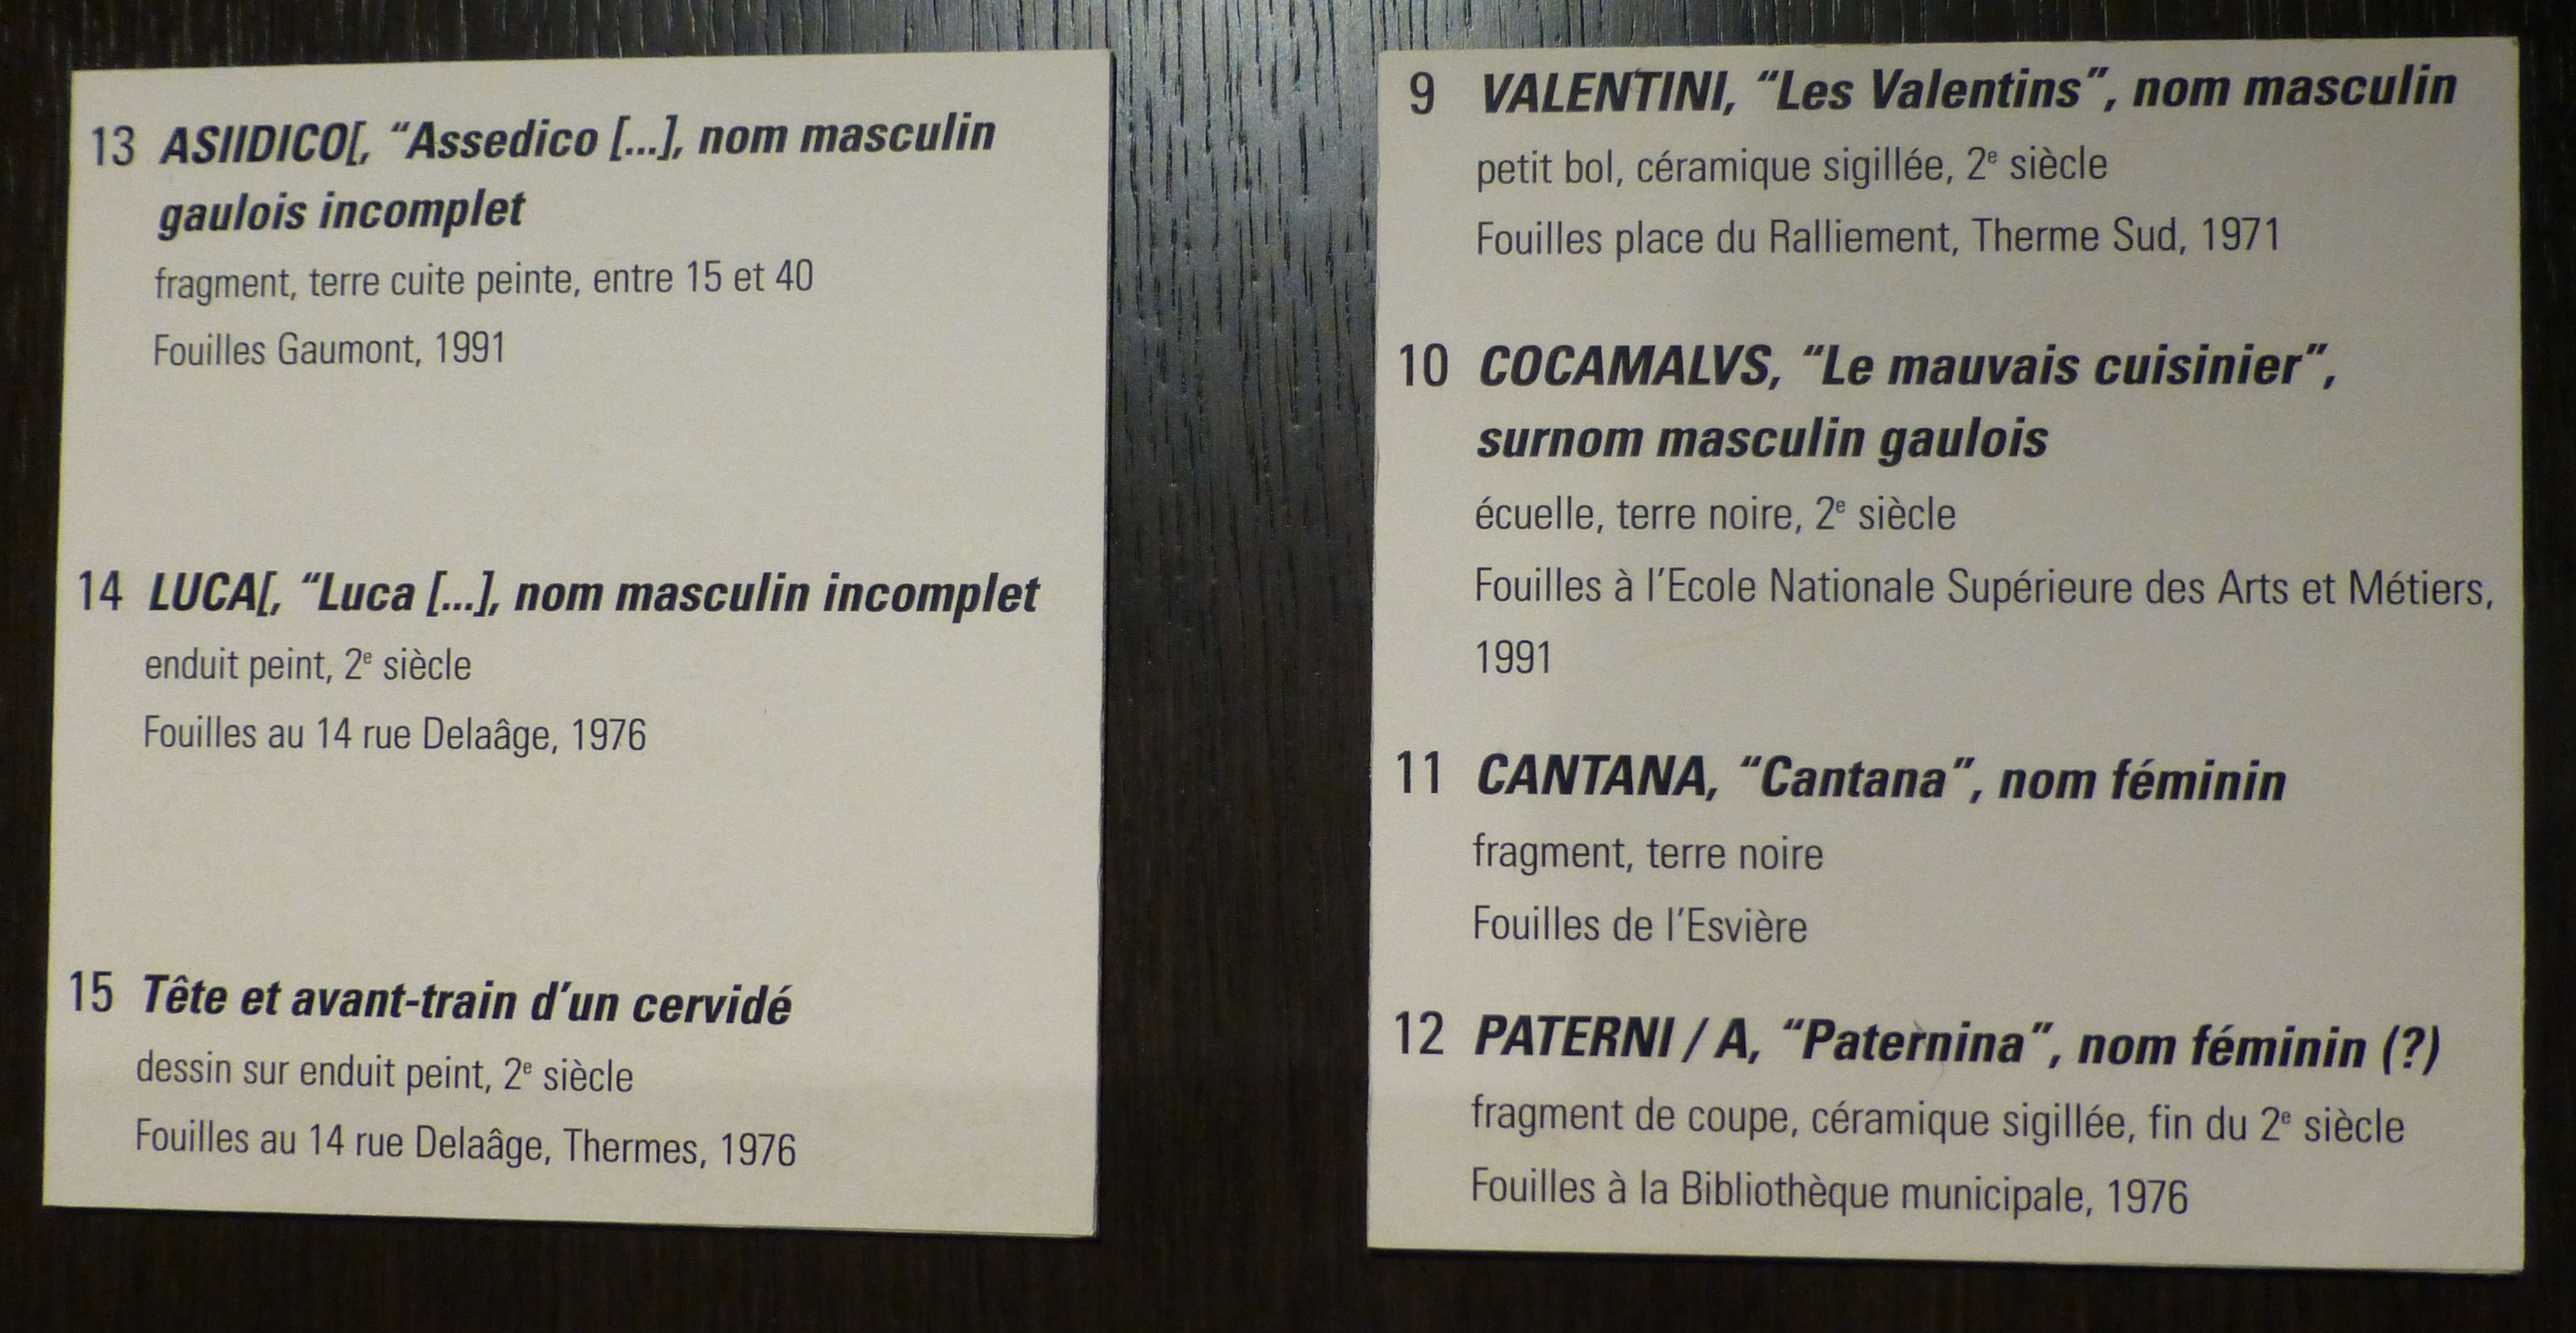 13 ASIIDICO[, “Assedico [...], nom masculin
gaulois incomplet
fragment, terre cuite peinte, entre 15 et 40
Fouilles Gaumont, 1991
14 LUCA[, “Luca [...], nom masculin incomplet
enduit peint, 2e siècle
Fouilles au 14 rue Delaâge, 1976
15 Tête et avant-train d’un cervidé
dessin sur enduit peint, 2e siècle
Fouilles au 14 rue Delaâge, Thermes, 1976
9 VALENTINI, “Les Valentins”, nom masculin
petit bol, céramique sigillée, 2e siècle
Fouilles place du Ralliement, Therme Sud, 1971
10 COCAMALVS, “Le mauvais cuisinier”,
surnom masculin gaulois
écuelle, terre noire, 2e siècle
Fouilles à l’Ecole Nationale Supérieure des Arts et Métiers,
1991
11 CANTANA, “Cantana”, nom féminin
fragment, terre noire
Fouilles de l’Esvière
12 PATERNI / A, “Paternina”, nom féminin (?)
fragment de coupe, céramique sigillée, fin du 2e siècle
Fouilles à la Bibliothèque municipale, 1976